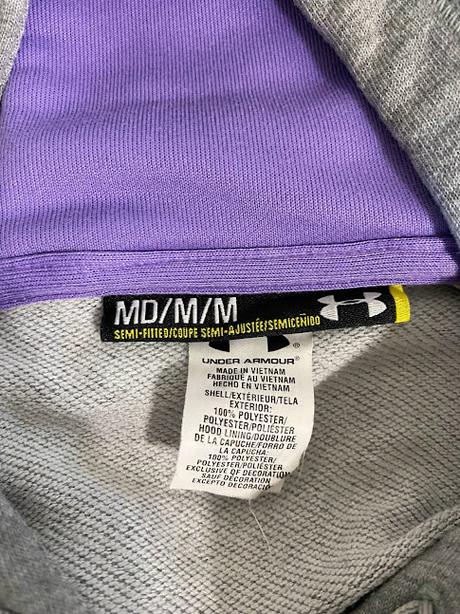 MD/M/M
SEMI-FITTED/COUPE SEMI-AJUSTÉE/SEMICEÑIDO
UNDER ARMOUR®
MADE IN VIETNAM
FABRIQUÉ AU VIETNAM
HECHO EN VIETNAM
SHELL/EXTÉRIEUR/TELA
EXTERIOR:
100% POLYESTER/
POLYESTER/POLIÉSTER
HOOD LINING/DOUBLURE
DE LA CAPUCHE/FORRO DE
LA CAPUCHA:
100% POLYESTER/
POLYESTER/POLIÉSTER
EXCLUSIVE OF DECORATION
SAUF DÉCORATION
EXCEPTO DECORACIÓ